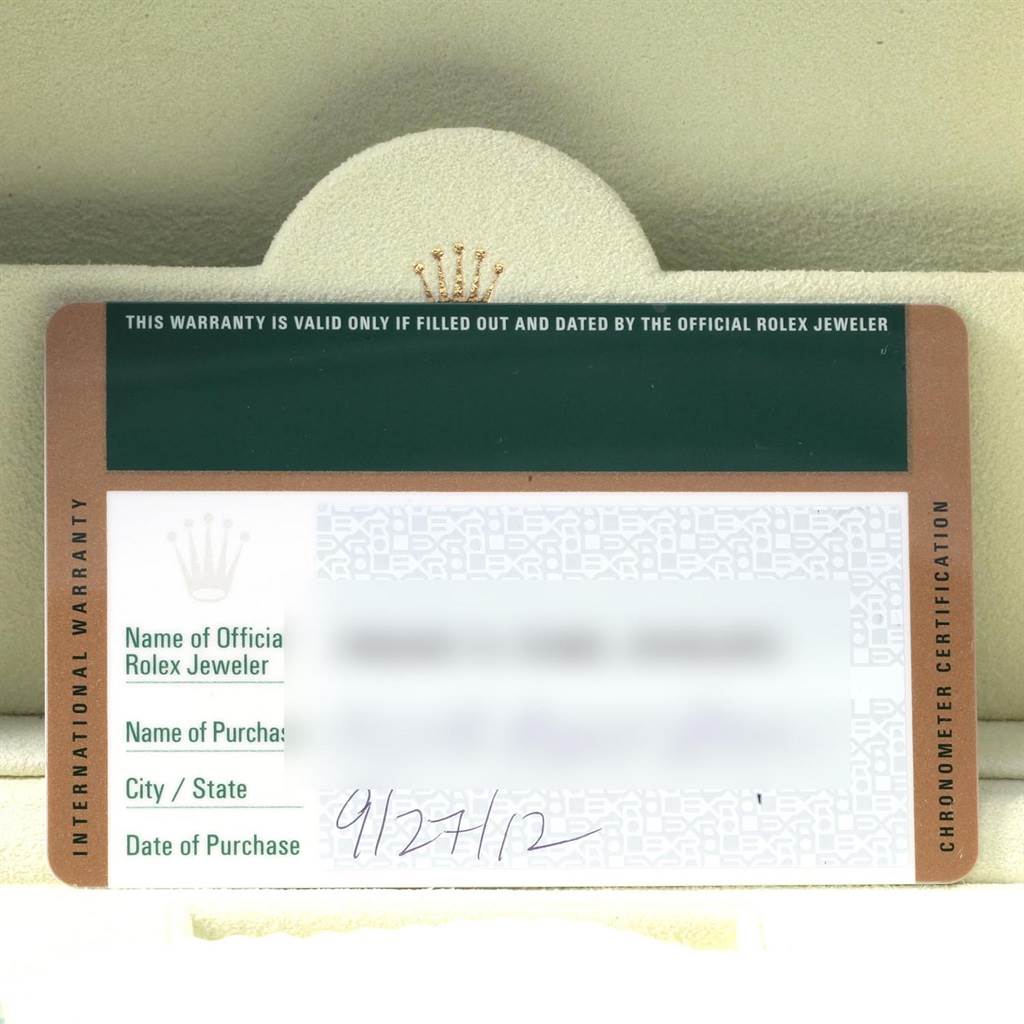 THIS WARRANTY IS VALID ONLY IF FILLED OUT AND DATED BY THE OFFICIAL ROLEX JEWELER
INTERNATIONAL WARRANTY
Name of Officia
Rolex Jeweler
Name of Purchas
City / State
Date of Purchase 9/27/12
CHRONOMETER CERTIFICATION